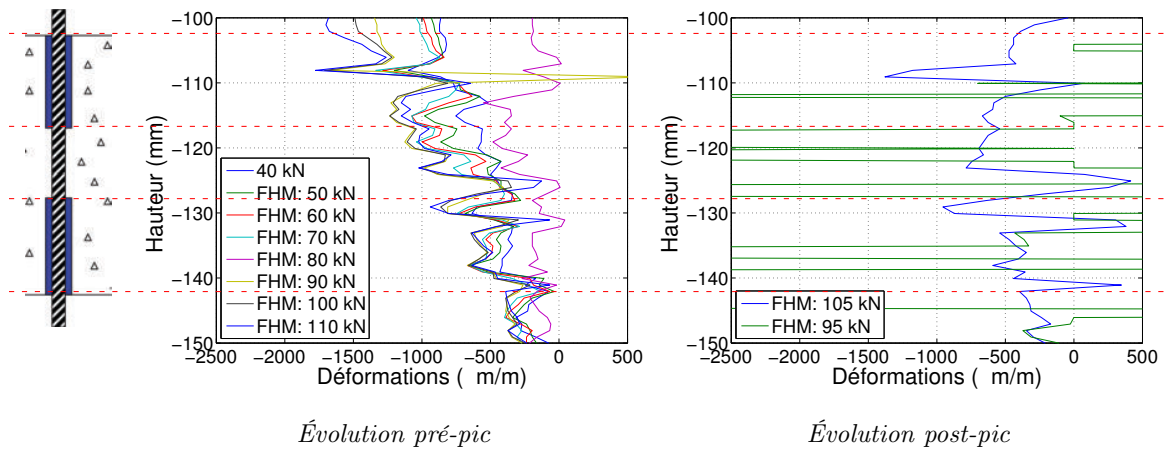 −100
−110
−120
−130
−140
−150
Hauteur (mm)
40 kN
FHM: 50 kN
FHM: 60 kN
FHM: 70 kN
FHM: 80 kN
FHM: 90 kN
FHM: 100 kN
FHM: 110 kN
−2500 −2000 −1500 −1000 −500 0 500
Déformations ( m/m)
Évolution pré-pic
−100
−110
−120
−130
−140
−150
Hauteur (mm)
FHM: 105 kN
FHM: 95 kN
−2500 −2000 −1500 −1000 −500 0 500
Déformations ( m/m)
Évolution post-pic